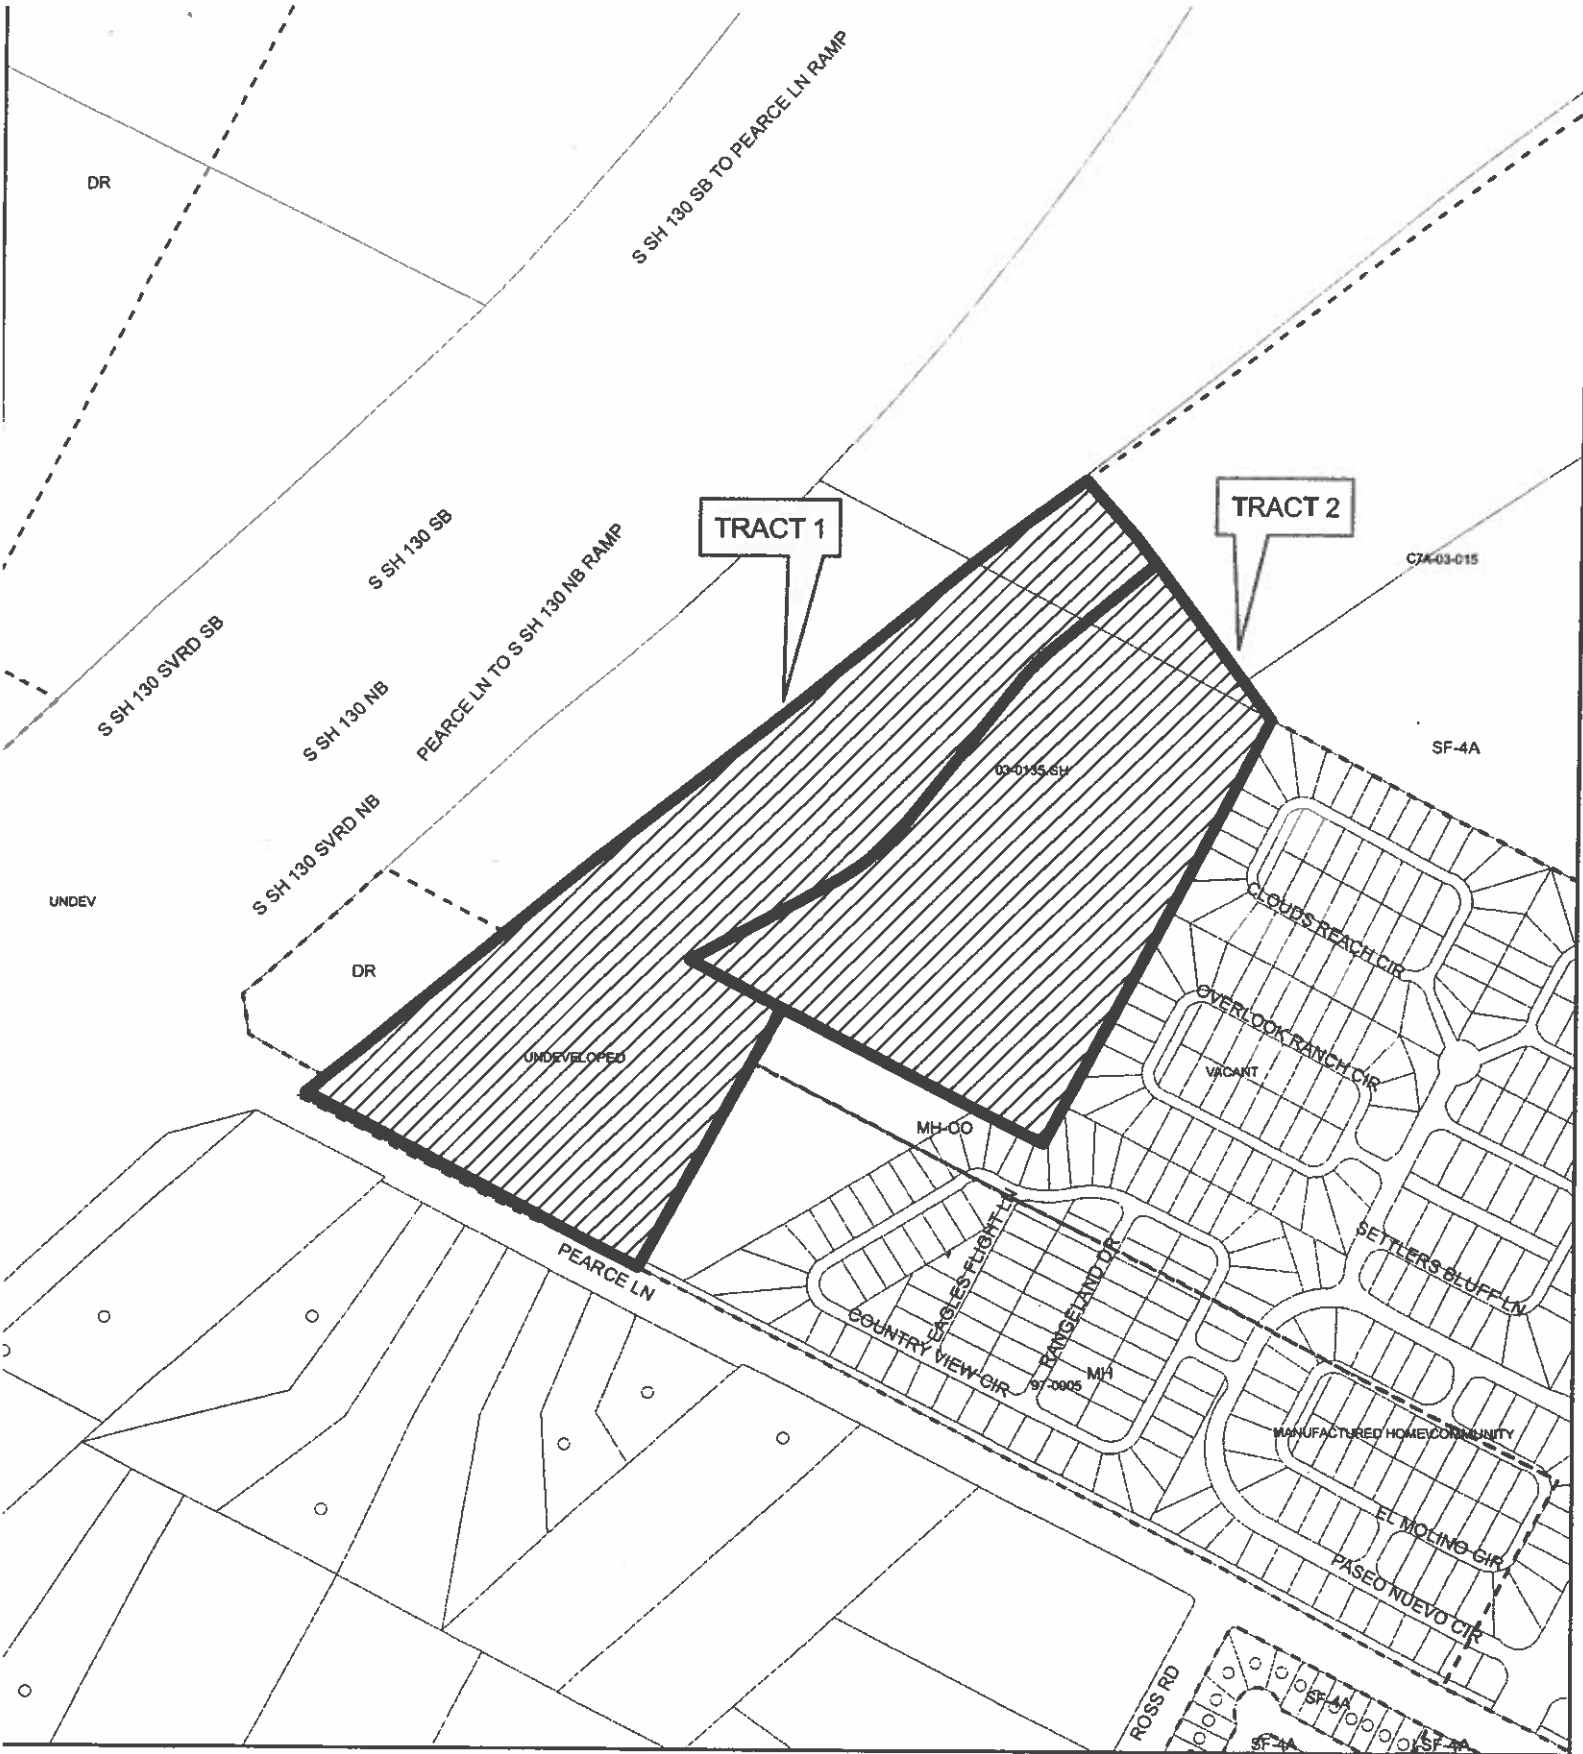 S SH 130 SB TO PEARCE LN RAMP
DR
TRACT 1
TRACT 2
S SH 130 SB
C7A-03-015
PEARCE LN TO S SH 130 NB RAMP
S SH 130 SVRD SB
S SH 130 NB
SF-4A
03-0135.SH
S SH 130 SVRD NB
UNDEV
CLOUDS REACH CIR
DR
OVERLOOK RANCH CIR
UNDEVELOPED
VACANT
MH-CO
PEARCE LN
EAGLES FLIGHT LN
RANGELAND DR
SETTLERS BLUFF LN
COUNTRY VIEW CIR
MH
97-0005
MANUFACTURED HOME COMMUNITY
EL MOLINO CIR
PASEO NUEVO CIR
ROSS RD
SF-4A
SF-4A
SF-4A